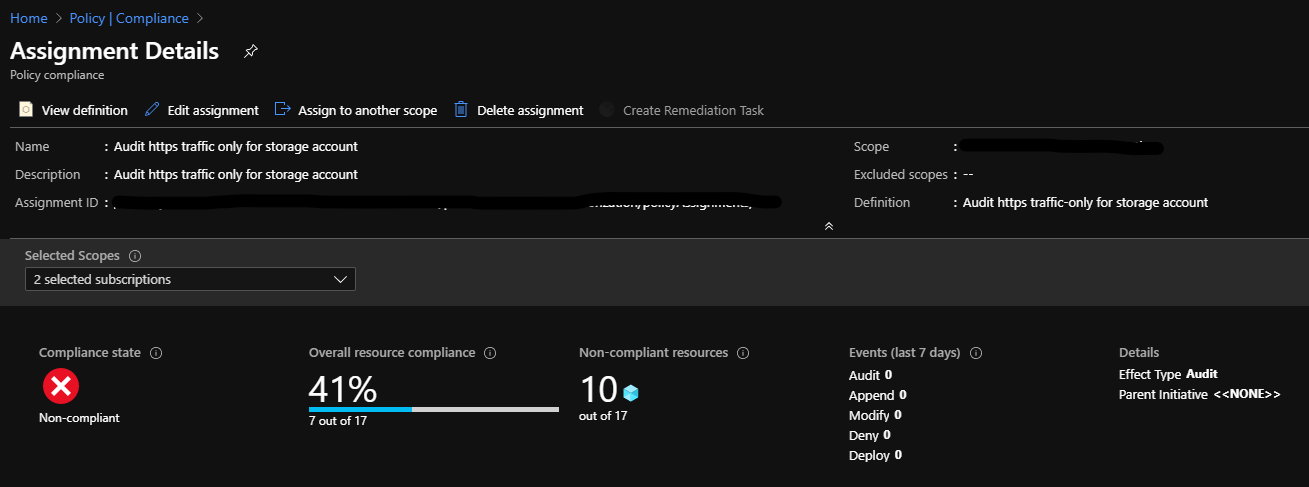 Home > Policy | Compliance >
Assignment Details
Policy compliance
View definition Edit assignment Assign to another scope Delete assignment Create Remediation Task
Name : Audit https traffic only for storage account
Scope :
Description : Audit https traffic only for storage account
Excluded scopes : --
Assignment ID :
Definition : Audit https traffic-only for storage account
Selected Scopes
2 selected subscriptions
Compliance state
Non-compliant
Overall resource compliance
41%
7 out of 17
Non-compliant resources
10
out of 17
Events (last 7 days)
Audit 0
Append 0
Modify 0
Deny 0
Deploy 0
Details
Effect Type Audit
Parent Initiative <<NONE>>